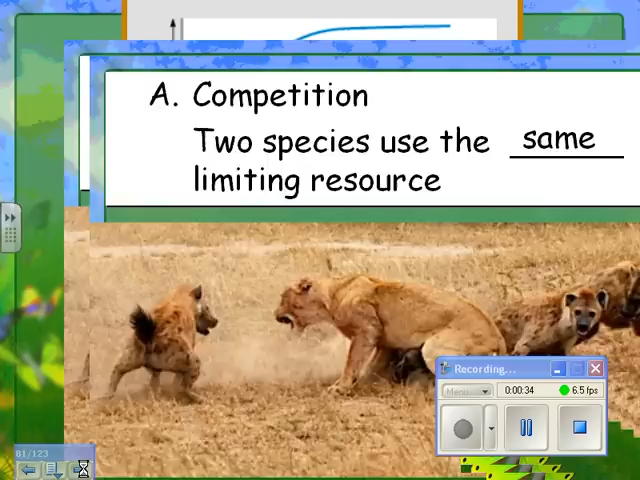 A. Competition
Two species use the same
limiting resource
Recording...
Menu
0:00:34
6.5 fps
81/123